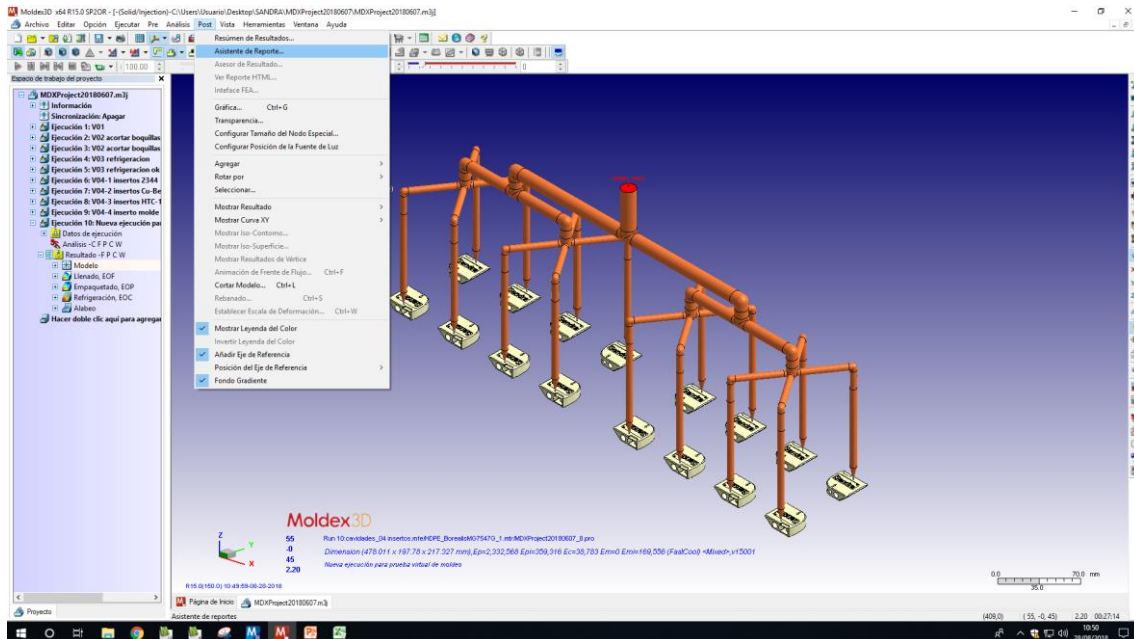 Moldex3D x64 R15.0 SP2OR - [-(Solid/Injection)-C:\Users\Usuario\Desktop\SANDRA\MDXProject20180607\MDXProject20180607.m3j]
Archivo Editar Opción Ejecutar Pre Análisis Post Vista Herramientas Ventana Ayuda
100.00
0
Espacio de trabajo del proyecto
MDXProject20180607.m3j
Información
Sincronización: Apagar
Ejecución 1: V01
Ejecución 2: V02 acortar boquillas
Ejecución 3: V02 acortar boquillas
Ejecución 4: V03 refrigeracion
Ejecución 5: V03 refrigeracion ok
Ejecución 6: V04-1 insertos 2344
Ejecución 7: V04-2 insertos Cu-Be
Ejecución 8: V04-3 insertos HTC-1
Ejecución 9: V04-4 inserto molde
Ejecución 10: Nueva ejecución par
Datos de ejecución
Análisis -C F P C W
Resultado -F P C W
Modelo
Llenado, EOF
Empaquetado, EOP
Refrigeración, EOC
Alabeo
Hacer doble clic aquí para agregar
Resúmen de Resultados...
Asistente de Reporte...
Asesor de Resultado...
Ver Reporte HTML...
Inteface FEA...
Gráfica... Ctrl+G
Transparencia...
Configurar Tamaño del Nodo Especial...
Configurar Posición de la Fuente de Luz
Agregar
Rotar por
Seleccionar...
Mostrar Resultado
Mostrar Curva XY
Mostrar Iso-Contorno...
Mostrar Iso-Superficie...
Mostrar Resultados de Vértice
Animación de Frente de Flujo... Ctrl+F
Cortar Modelo... Ctrl+L
Rebanado... Ctrl+S
Establecer Escala de Deformación... Ctrl+W
Mostrar Leyenda del Color
Invertir Leyenda del Color
Añadir Eje de Referencia
Posición del Eje de Referencia
Fondo Gradiente
Moldex3D
Z
Y
X
55
-0
45
2.20
Run 10:cavidades_04 insertos.mfe/HDPE_BorealisMG7547G_1.mtr/MDXProject20180607_8.pro
Dimension (478.011 x 197.78 x 217.327 mm),Ep=2,332,568 Epi=359,316 Ec=38,783 Em=0 Emi=169,556 (FastCool) <Mixed>,v15001
Nueva ejecución para prueba virtual de moldeo
R15.0(150.0) 10:49:59-08-28-2018
0.0
70.0 mm
35.0
Proyecto
Página de Inicio
MDXProject20180607.m3j
Asistente de reportes
(409,0)
( 55, -0, 45)
2.20
00:27:14
10:50
28/08/2018